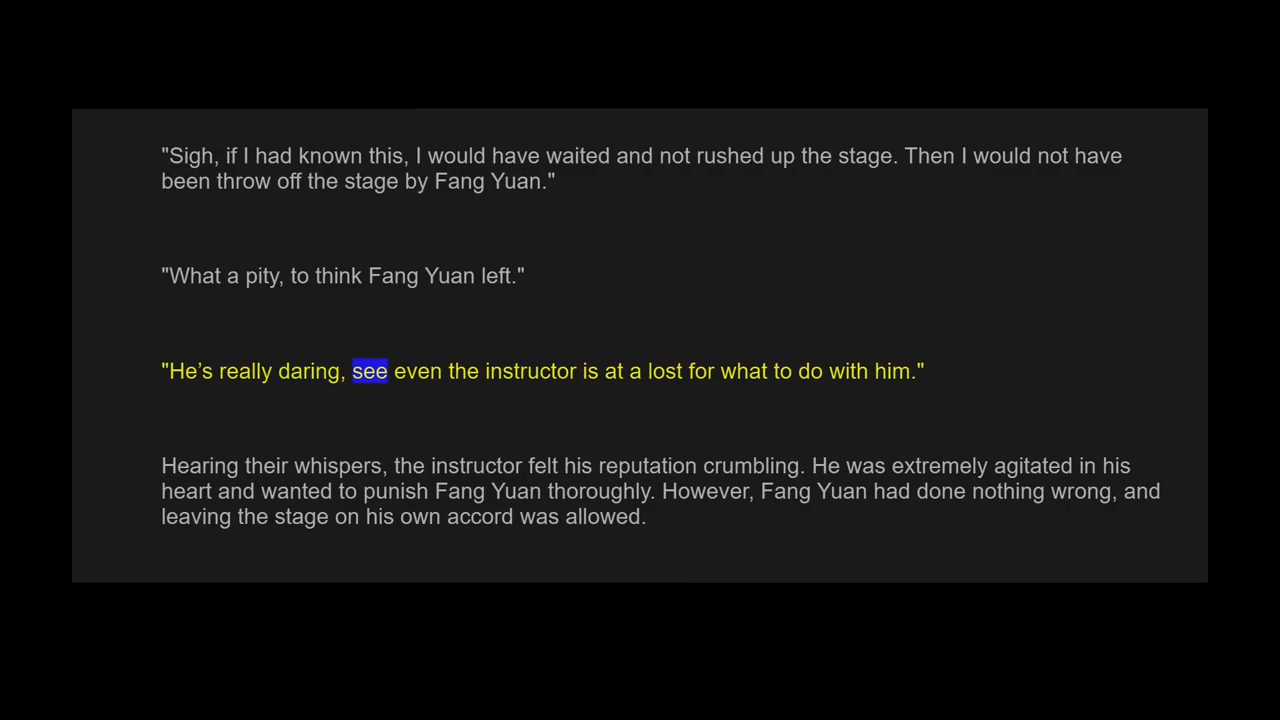 "Sigh, if I had known this, I would have waited and not rushed up the stage. Then I would not have
been throw off the stage by Fang Yuan."
"What a pity, to think Fang Yuan left."
"He’s really daring, see even the instructor is at a lost for what to do with him."
Hearing their whispers, the instructor felt his reputation crumbling. He was extremely agitated in his
heart and wanted to punish Fang Yuan thoroughly. However, Fang Yuan had done nothing wrong, and
leaving the stage on his own accord was allowed.